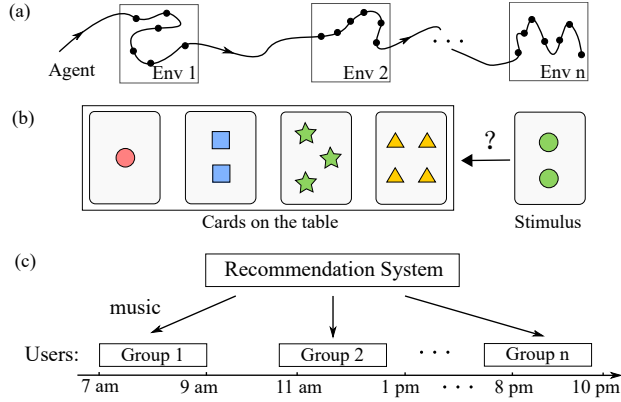 (a)
Agent
Env 1
Env 2
. . .
Env n
(b)
?
Cards on the table
Stimulus
(c)
Recommendation System
music
Users:
Group 1
Group 2
. . .
Group n
7 am
9 am
11 am
1 pm
. . .
8 pm
10 pm